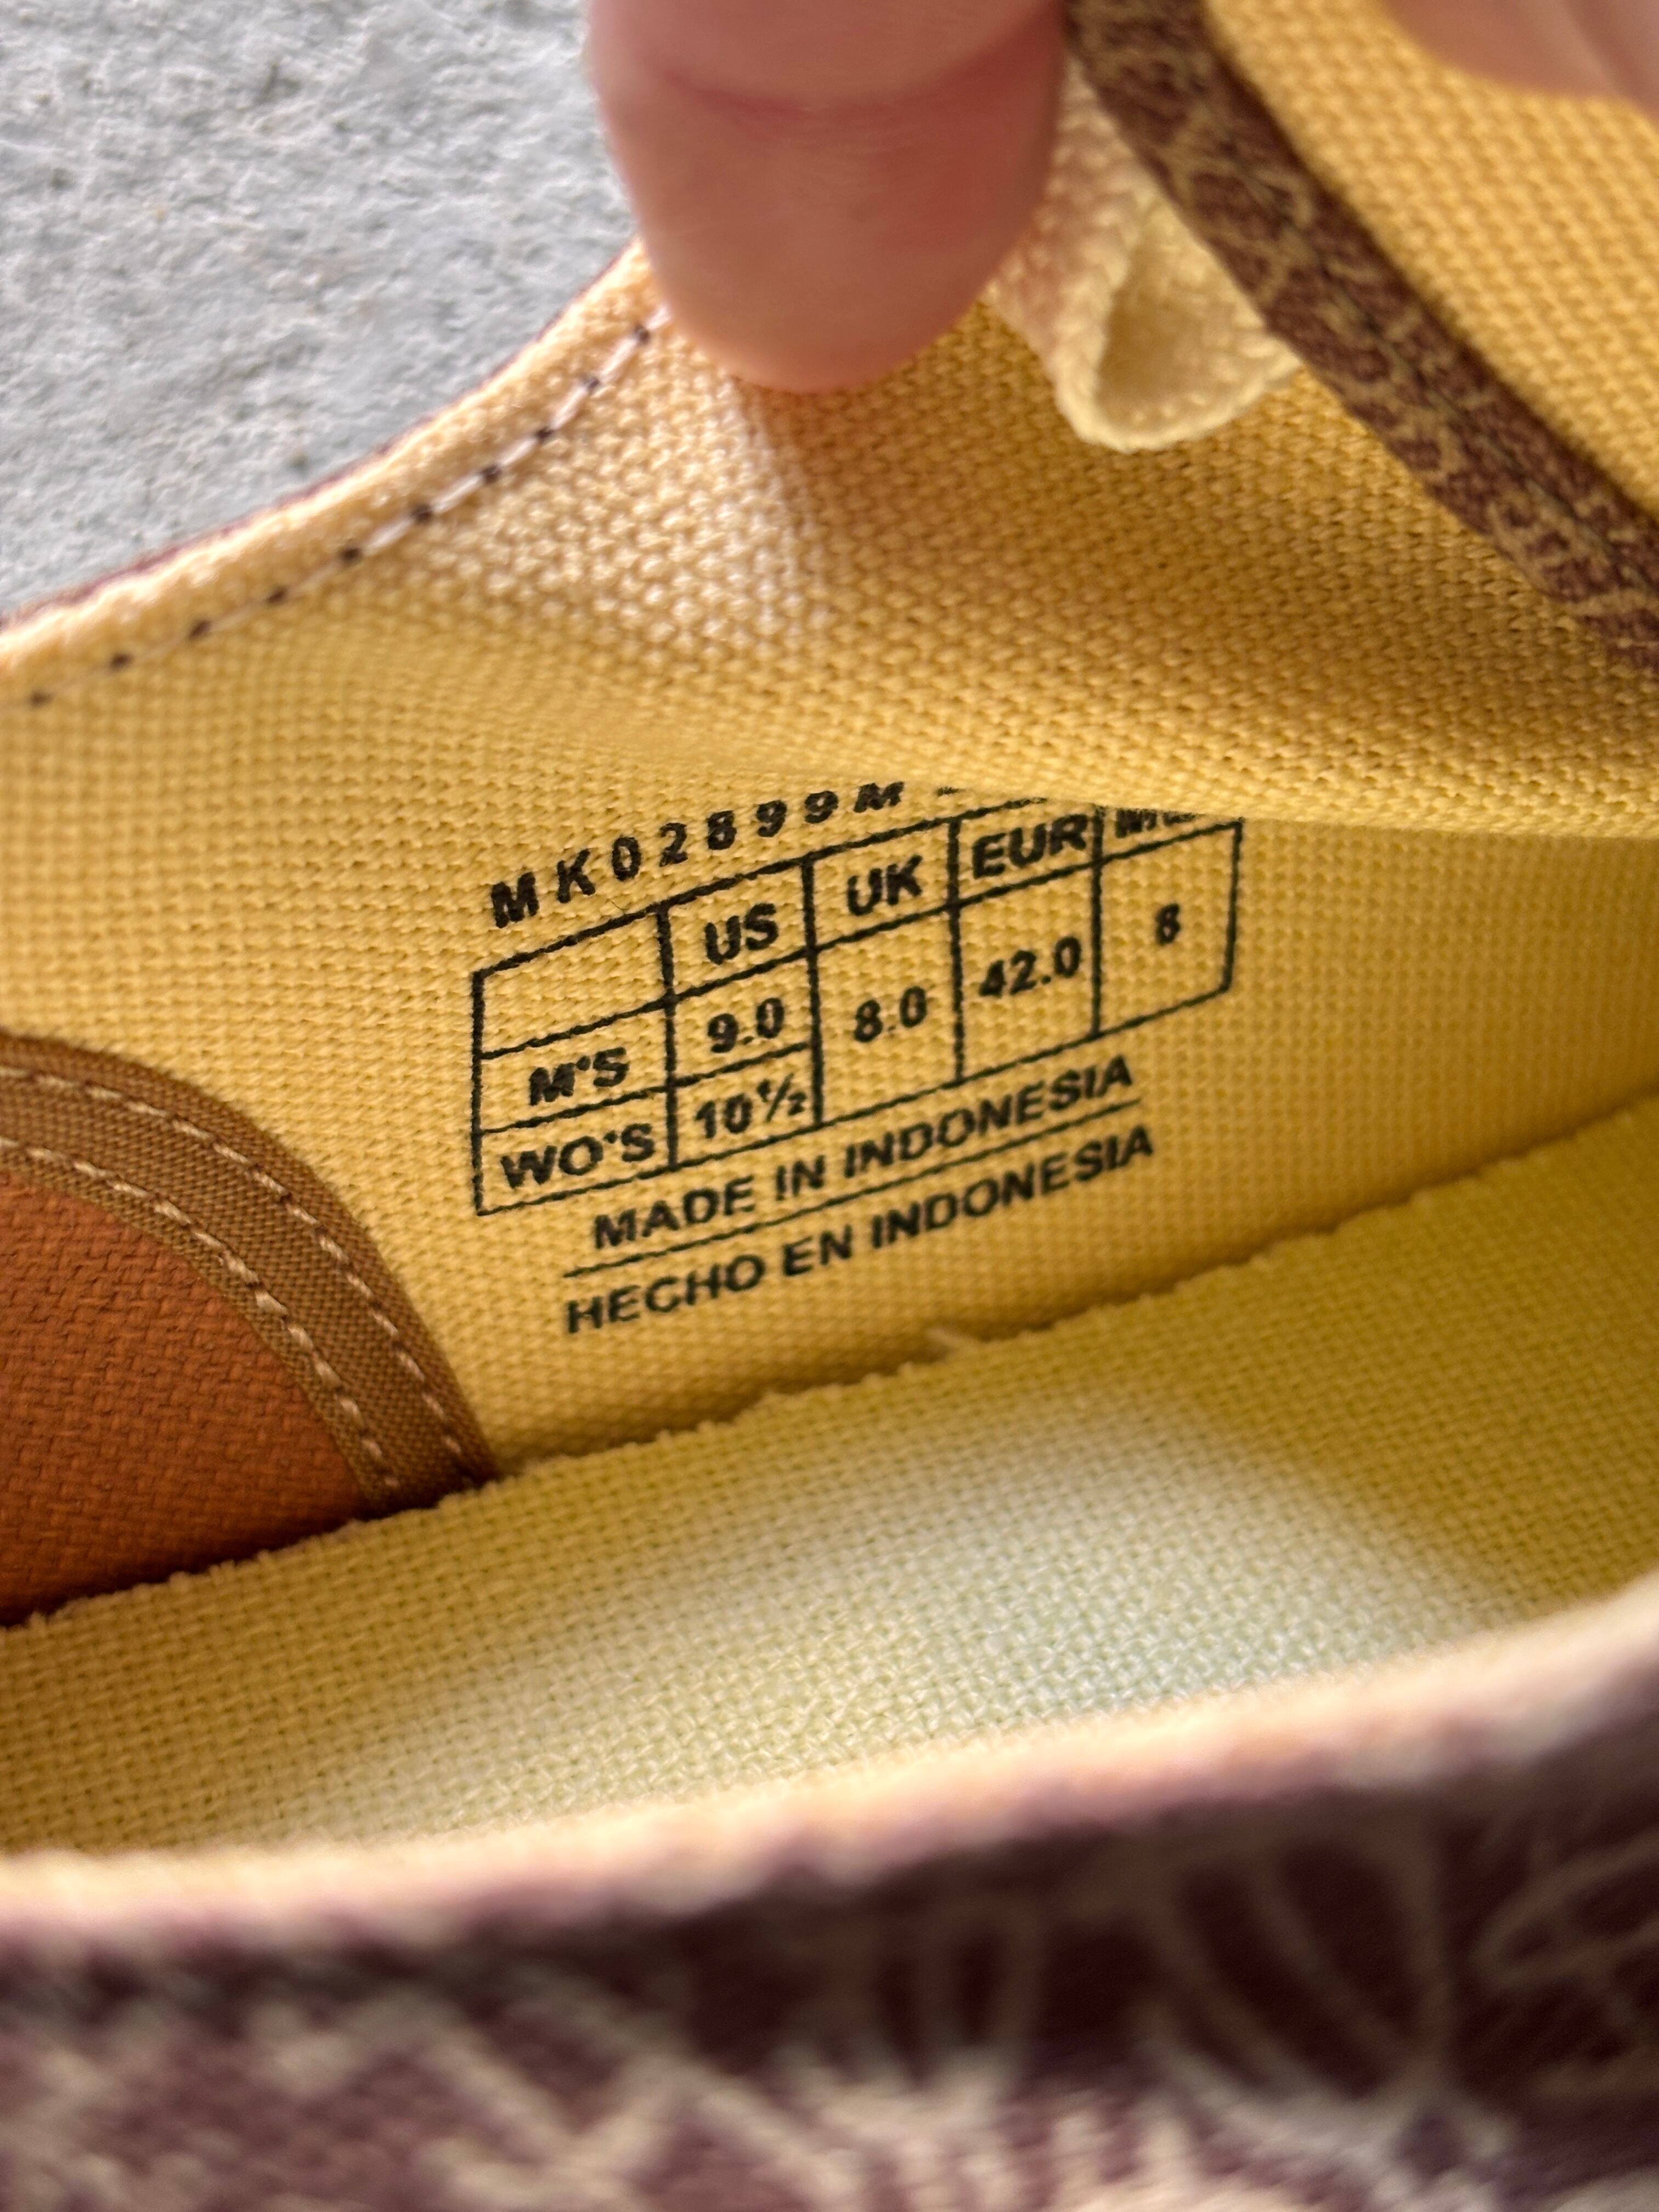 MK02899M
US UK EUR
M'S 9.0 8.0 42.0 8
WO'S 10½
MADE IN INDONESIA
HECHO EN INDONESIA